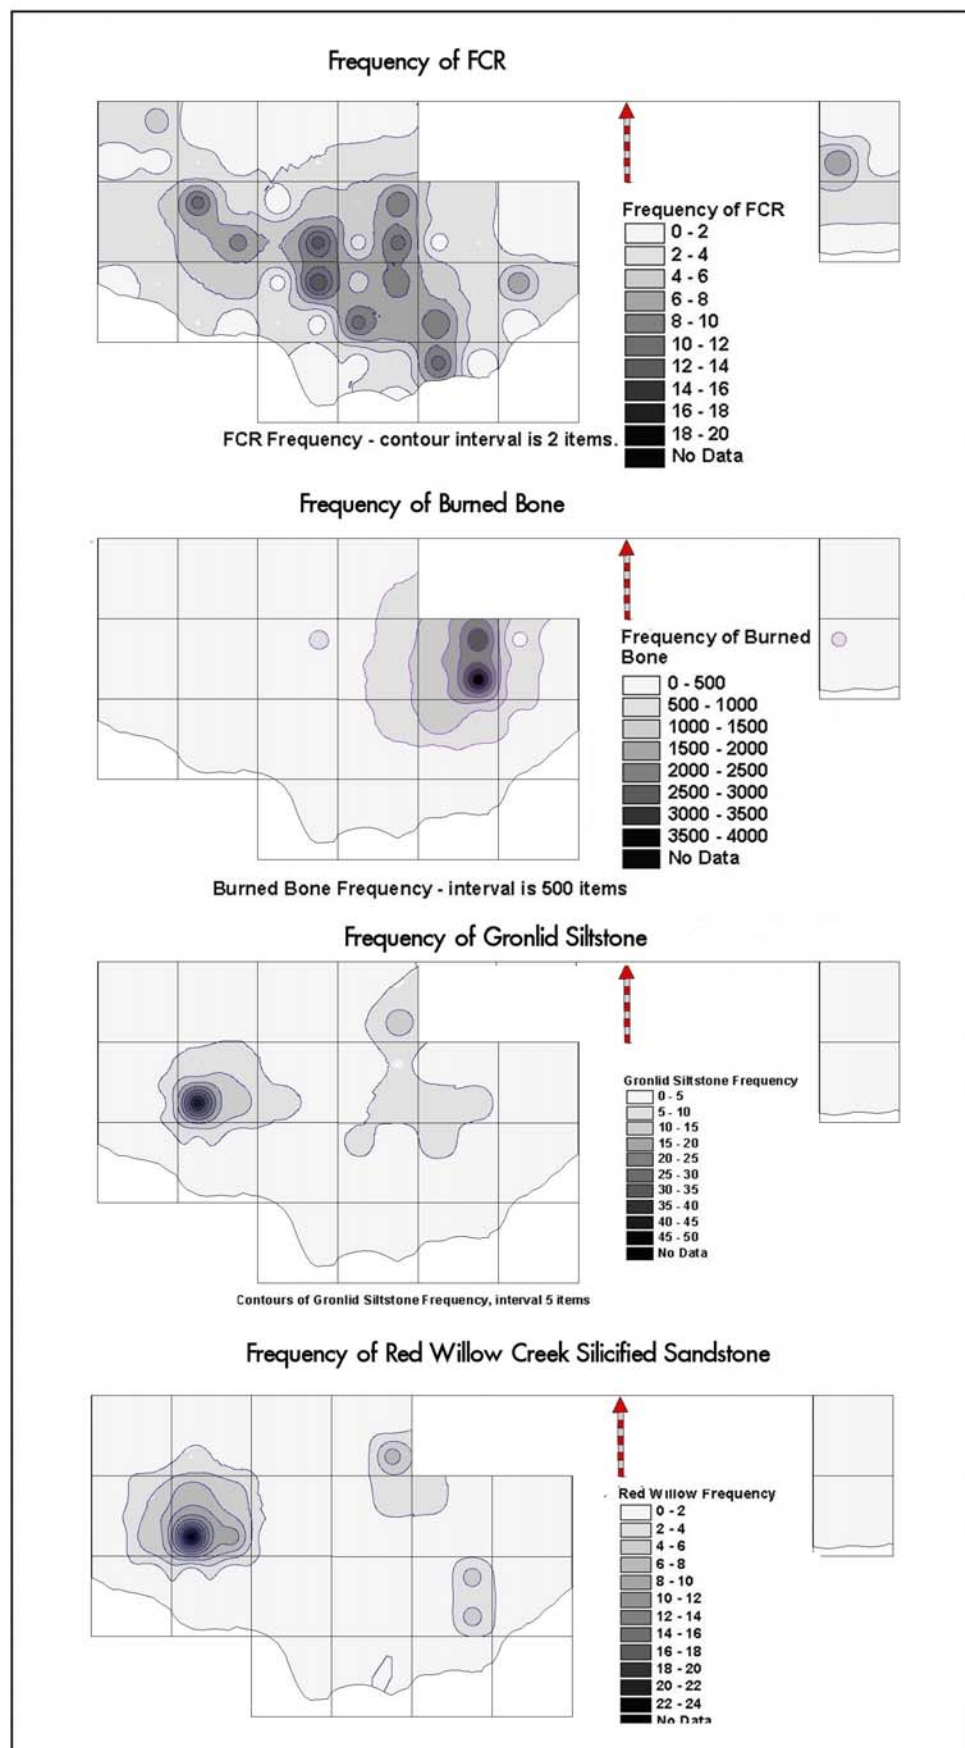 Frequency of FCR
Frequency of FCR
0 - 2
2 - 4
4 - 6
6 - 8
8 - 10
10 - 12
12 - 14
14 - 16
16 - 18
18 - 20
No Data
FCR Frequency - contour interval is 2 items.
Frequency of Burned Bone
Frequency of Burned
Bone
0 - 500
500 - 1000
1000 - 1500
1500 - 2000
2000 - 2500
2500 - 3000
3000 - 3500
3500 - 4000
No Data
Burned Bone Frequency - interval is 500 items
Frequency of Gronlid Siltstone
Gronlid Siltstone Frequency
0 - 5
5 - 10
10 - 15
15 - 20
20 - 25
25 - 30
30 - 35
35 - 40
40 - 45
45 - 50
No Data
Contours of Gronlid Siltstone Frequency, interval 5 items
Frequency of Red Willow Creek Silicified Sandstone
Red Willow Frequency
0 - 2
2 - 4
4 - 6
6 - 8
8 - 10
10 - 12
12 - 14
14 - 16
16 - 18
18 - 20
20 - 22
22 - 24
No Data